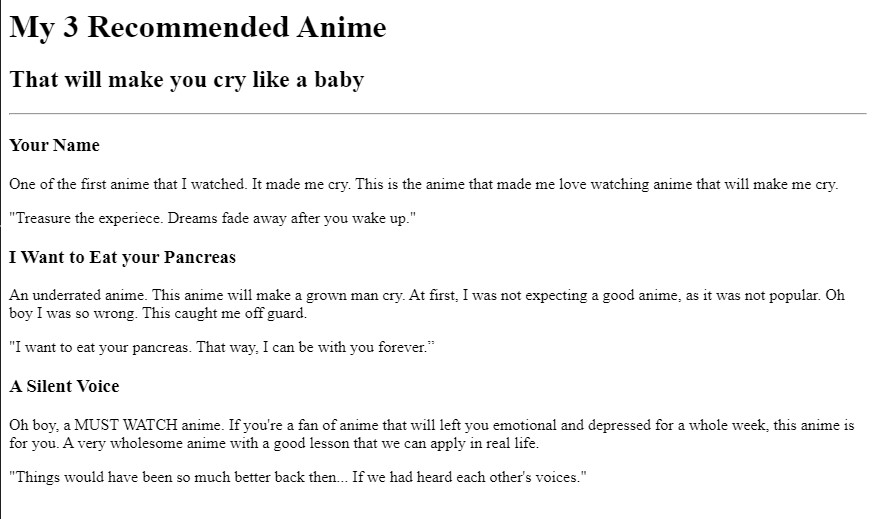 My 3 Recommended Anime
That will make you cry like a baby
Your Name
One of the first anime that I watched. It made me cry. This is the anime that made me love watching anime that will make me cry.
"Treasure the experiece. Dreams fade away after you wake up."
I Want to Eat your Pancreas
An underrated anime. This anime will make a grown man cry. At first, I was not expecting a good anime, as it was not popular. Oh
boy I was so wrong. This caught me off guard.
"I want to eat your pancreas. That way, I can be with you forever.”
A Silent Voice
Oh boy, a MUST WATCH anime. If you're a fan of anime that will left you emotional and depressed for a whole week, this anime is
for you. A very wholesome anime with a good lesson that we can apply in real life.
"Things would have been so much better back then... If we had heard each other's voices."